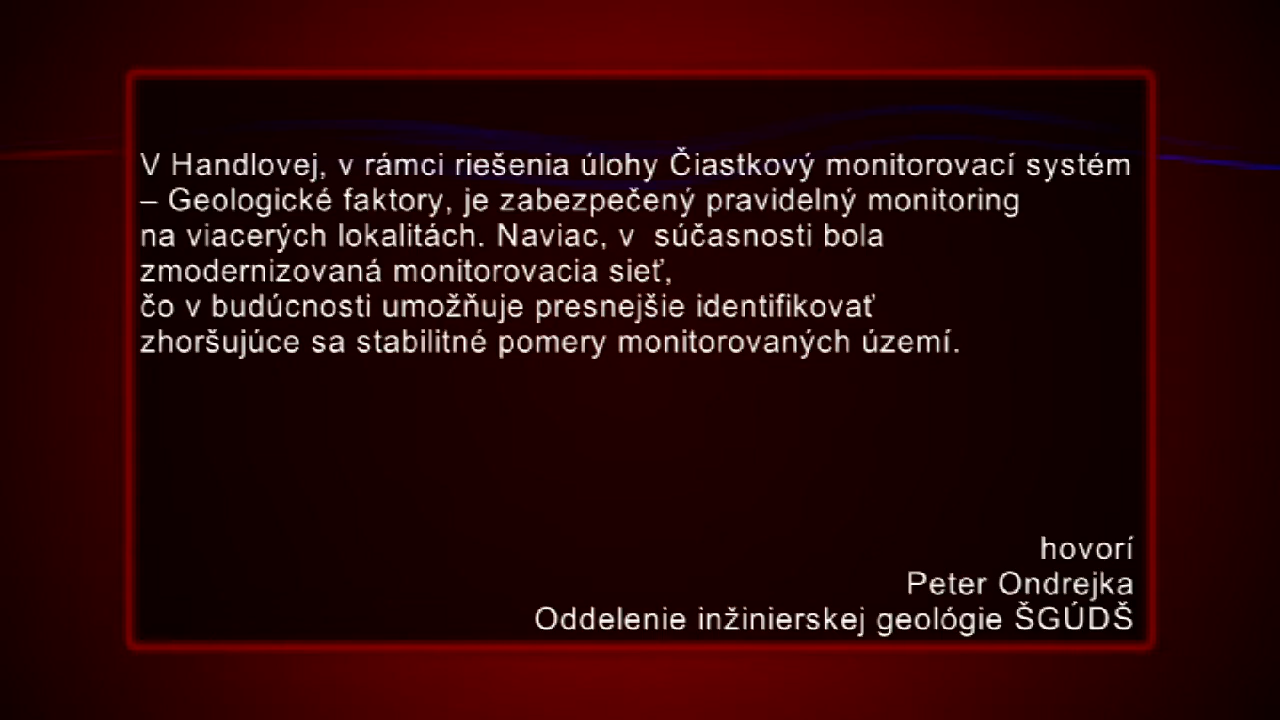 V Handlovej, v rámci riešenia úlohy Čiastkový monitorovací systém
– Geologické faktory, je zabezpečený pravidelný monitoring
na viacerých lokalitách. Naviac, v  súčasnosti bola
zmodernizovaná monitorovacia sieť,
čo v budúcnosti umožňuje presnejšie identifikovať
zhoršujúce sa stabilitné pomery monitorovaných území.
hovorí
Peter Ondrejka
Oddelenie inžinierskej geológie ŠGÚDŠ